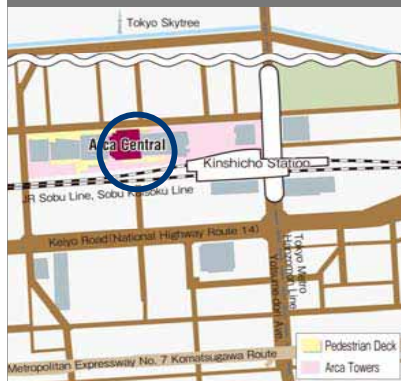 Tokyo Skytree
Arca Central
Kinshicho Station
JR Sobu Line, Sobu Kaisoku Line
Keiyo Road(National Highway Route 14)
Tokyo Metro
Hanzomon Line
Yotsume-dori Ave.
Metropolitan Expressway No. 7 Komatsugawa Route
Pedestrian Deck
Arca Towers